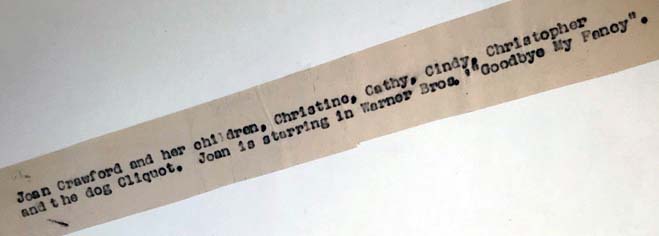 Joan Crawford and her children, Christine, Cathy, Cindy, Christopher
and the dog Cliquot. Joan is starring in Warner Bros. "Goodbye My Fancy".